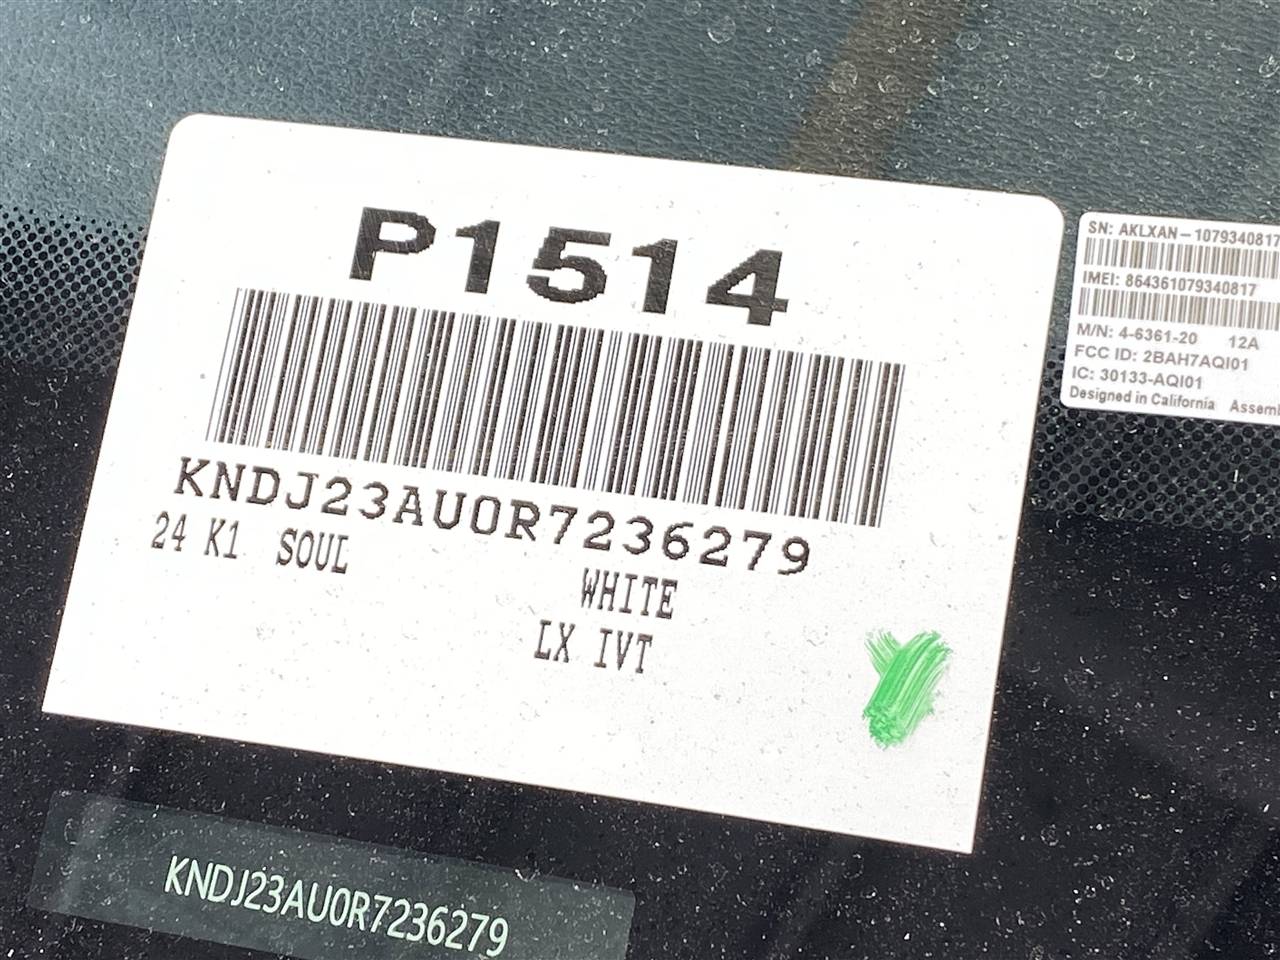 P1514
KNDJ23AU0R7236279
24 K1 SOUL
WHITE
LX IVT
SN: AKLXAN-1079340817
IMEI: 864361079340817
M/N: 4-6361-20 12A
FCC ID: 2BAH7AQI01
IC: 30133-AQI01
Designed in California Assembl
KNDJ23AU0R7236279